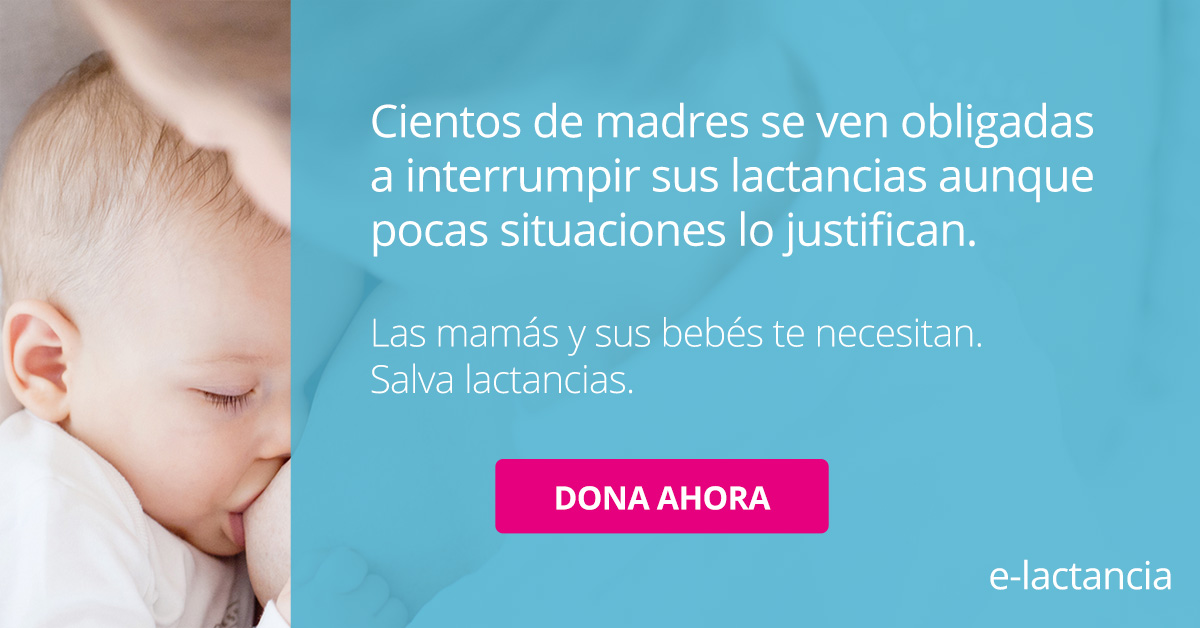 Cientos de madres se ven obligadas
a interrumpir sus lactancias aunque
pocas situaciones lo justifican.
Las mamás y sus bebés te necesitan.
Salva lactancias.
DONA AHORA
e-lactancia